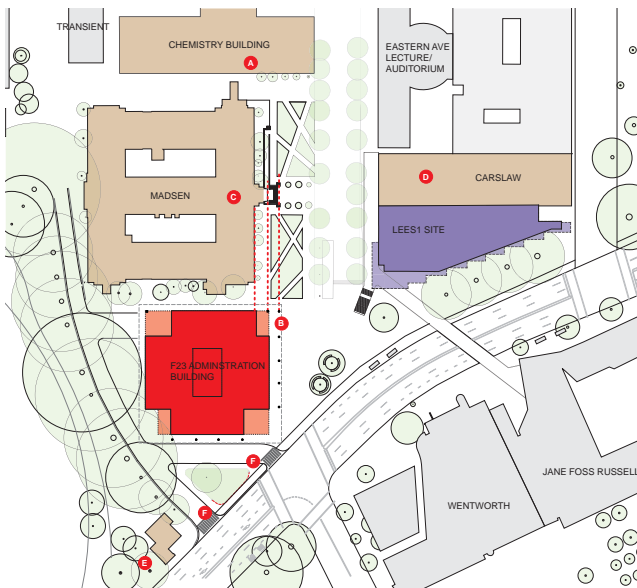 TRANSIENT
CHEMISTRY BUILDING
A
EASTERN AVE
LECTURE/
AUDITORIUM
MADSEN
C
D
CARSLAW
LEES1 SITE
B
F23 ADMINSTRATION
BUILDING
F
F
E
WENTWORTH
JANE FOSS RUSSELL